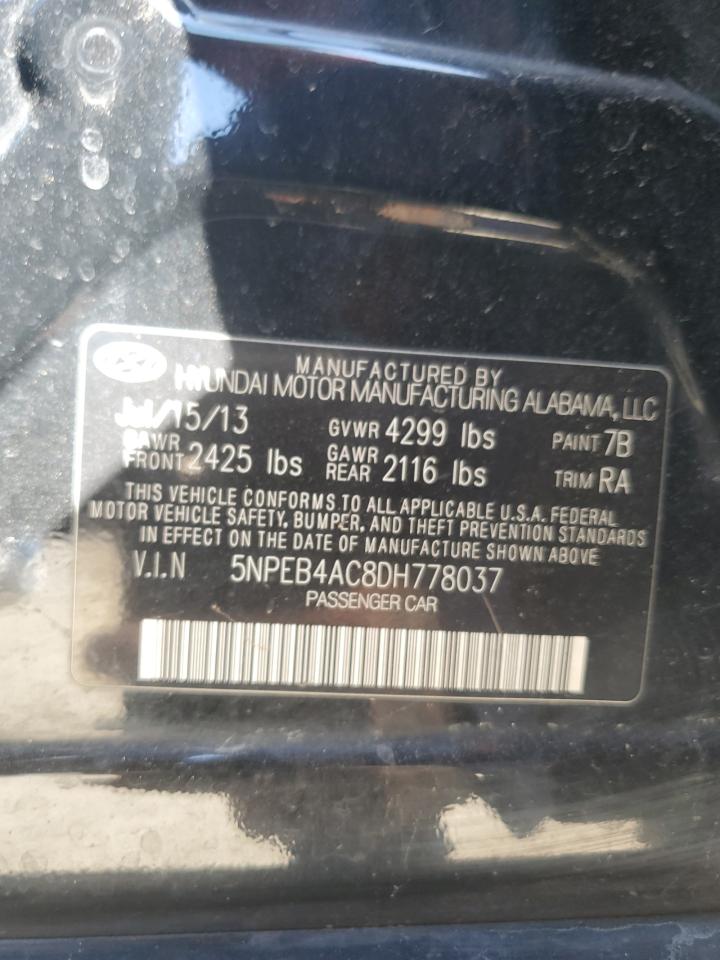 MANUFACTURED BY
HYUNDAI MOTOR MANUFACTURING ALABAMA, LLC
Jul/15/13 GVWR 4299 lbs PAINT 7B
GAWR FRONT 2425 lbs GAWR REAR 2116 lbs TRIM RA
THIS VEHICLE CONFORMS TO ALL APPLICABLE U.S.A. FEDERAL
MOTOR VEHICLE SAFETY, BUMPER, AND THEFT PREVENTION STANDARDS
IN EFFECT ON THE DATE OF MANUFACTURE SHOWN ABOVE
V.I.N 5NPEB4AC8DH778037
PASSENGER CAR